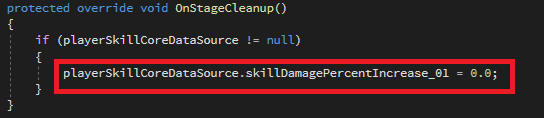 protected override void OnStageCleanup()
{
if (playerSkillCoreDataSource != null)
{
playerSkillCoreDataSource.skillDamagePercentIncrease_01 = 0.0;
}
}